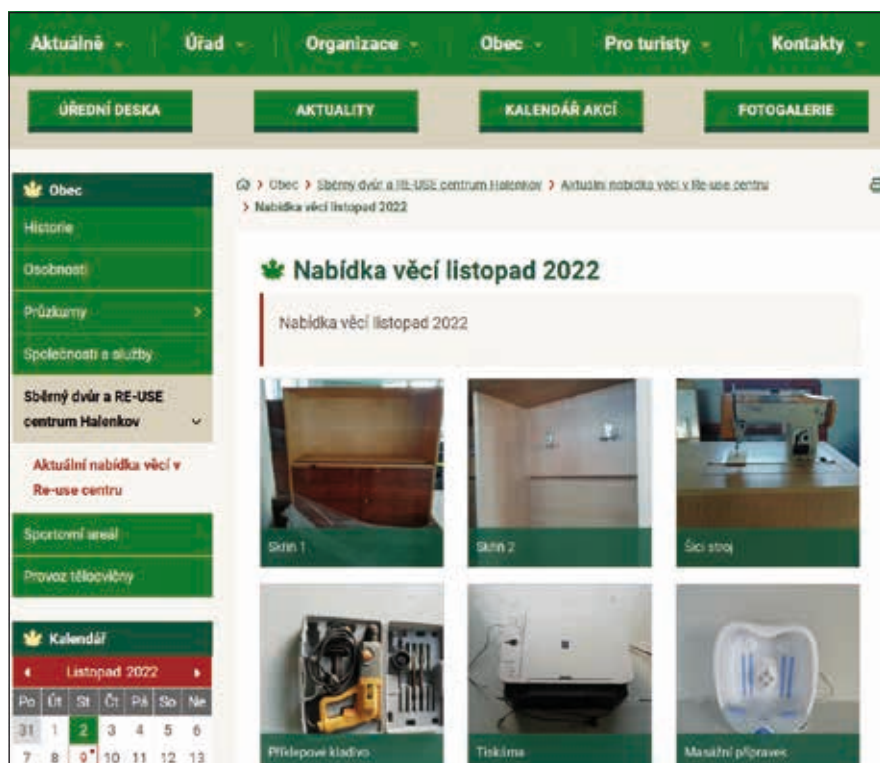 Aktuálně
Úřad
Organizace
Obec
Pro turisty
Kontakty
ÚŘEDNÍ DESKA
AKTUALITY
KALENDÁŘ AKCÍ
FOTOGALERIE
Obec
Historie
Osobnosti
Průzkumy
Společnosti a služby
Sběrný dvůr a RE-USE
centrum Halenkov
Aktuální nabídka věcí v
Re-use centru
Sportovní areál
Provoz tělocvičny
Kalendář
Listopad 2022
Po Út St Čt Pá So Ne
31 1 2 3 4 5 6
7 8 9 10 11 12 13
> Obec > Sběrný dvůr a RE-USE centrum Halenkov > Aktuální nabídka věcí v Re-use centru
> Nabídka věcí listopad 2022
Nabídka věcí listopad 2022
Nabídka věcí listopad 2022
Skříň 1
Skříň 2
Šicí stroj
Příklepové kladivo
Tiskárna
Masážní přípravek